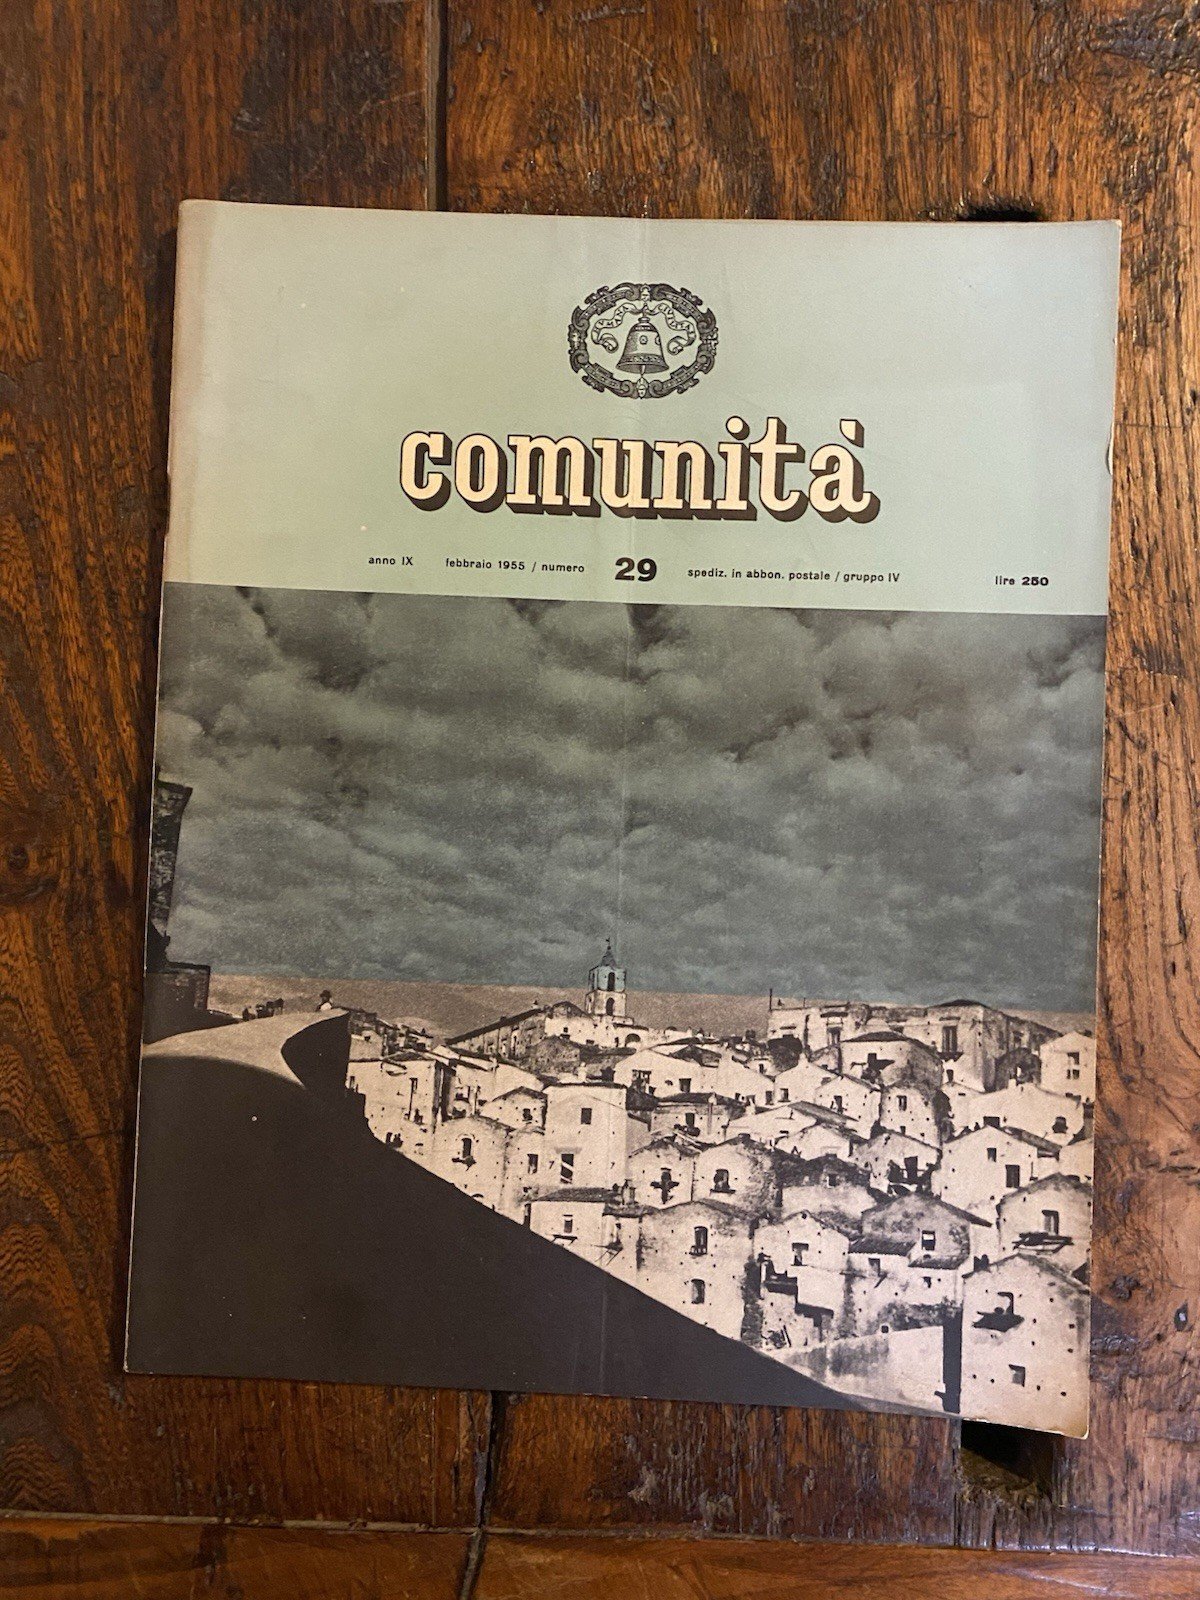 comunità
anno IX febbraio 1955 / numero 29 spediz. in abbon. postale / gruppo IV lire 250